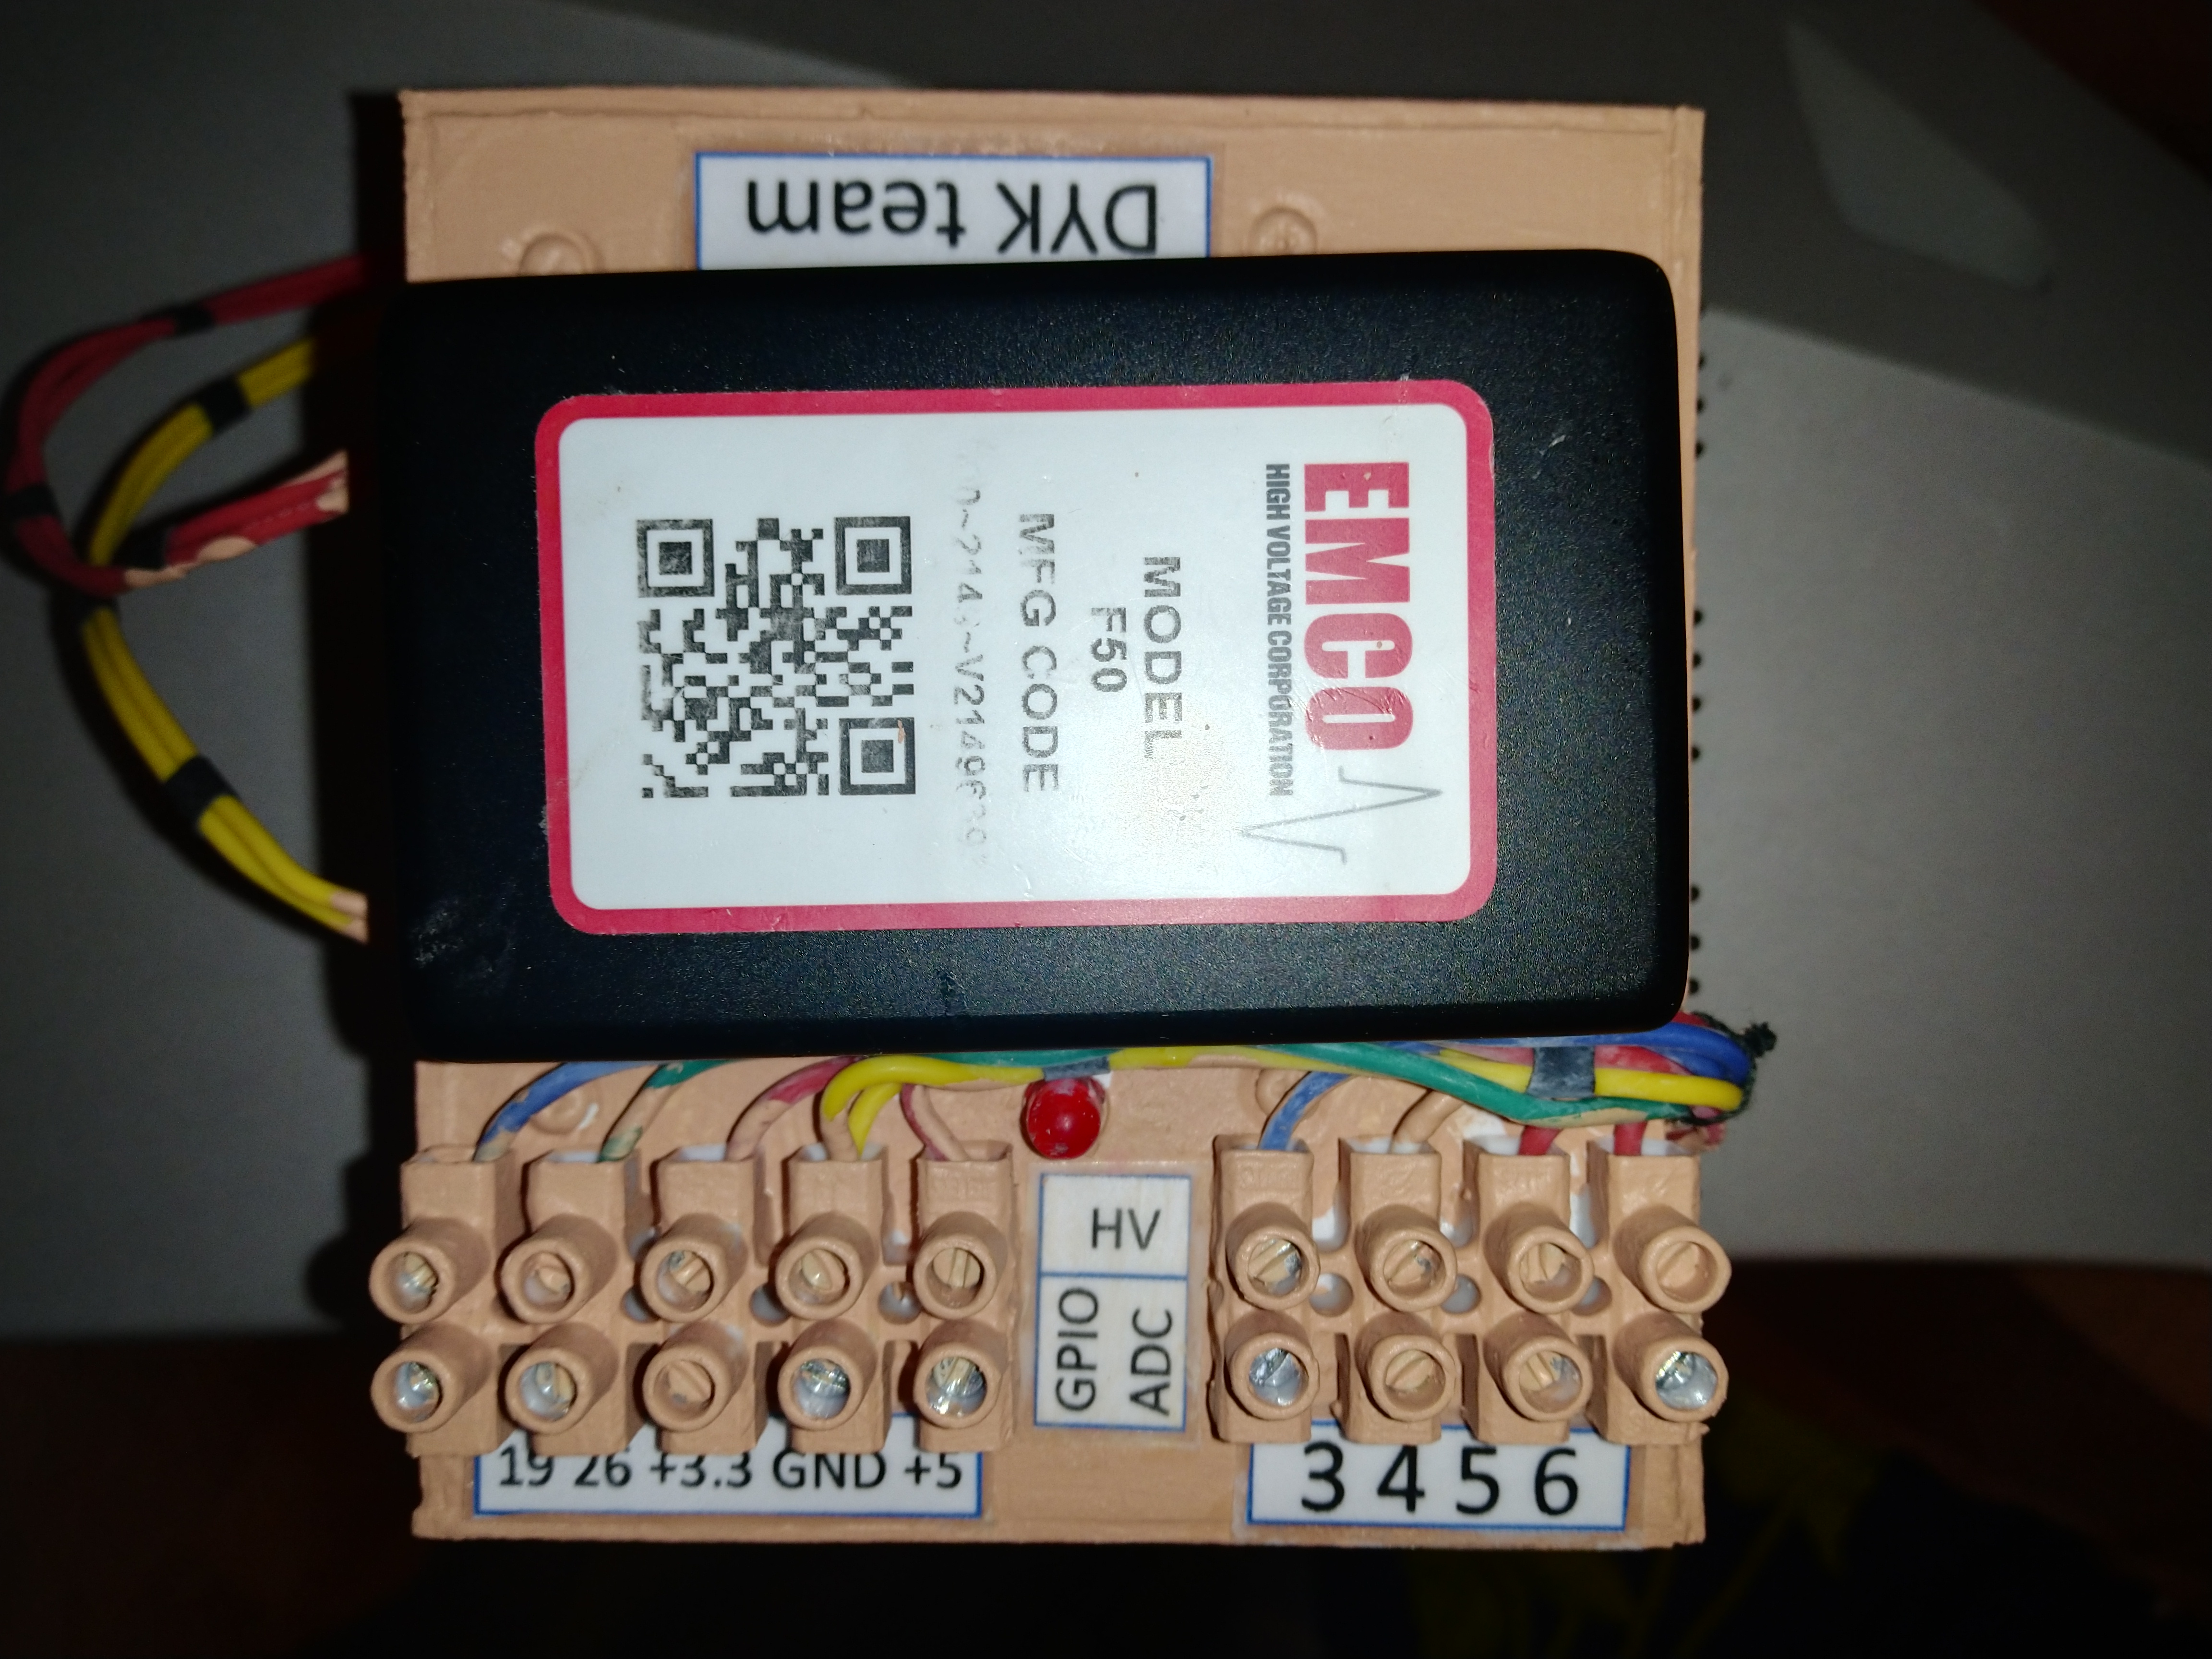 DYK team
EMCO
HIGH VOLTAGE CORPORATION
MODEL
F50
MFG CODE
HV
GPIO
ADC
19 26 +3.3 GND +5
3 4 5 6